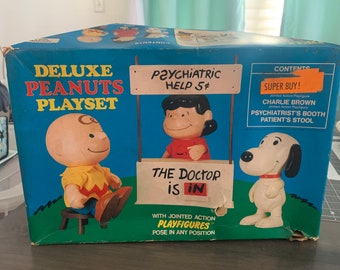 DELUXE
PEANUTS
PLAYSET
PSYCHIATRIC
HELP 5¢
THE DOCTOR
IS IN
CONTENTS
SUPER BUY!
CHARLIE BROWN
PSYCHIATRIST'S BOOTH
PATIENT'S STOOL
WITH JOINTED ACTION
PLAYFIGURES
POSE IN ANY POSITION